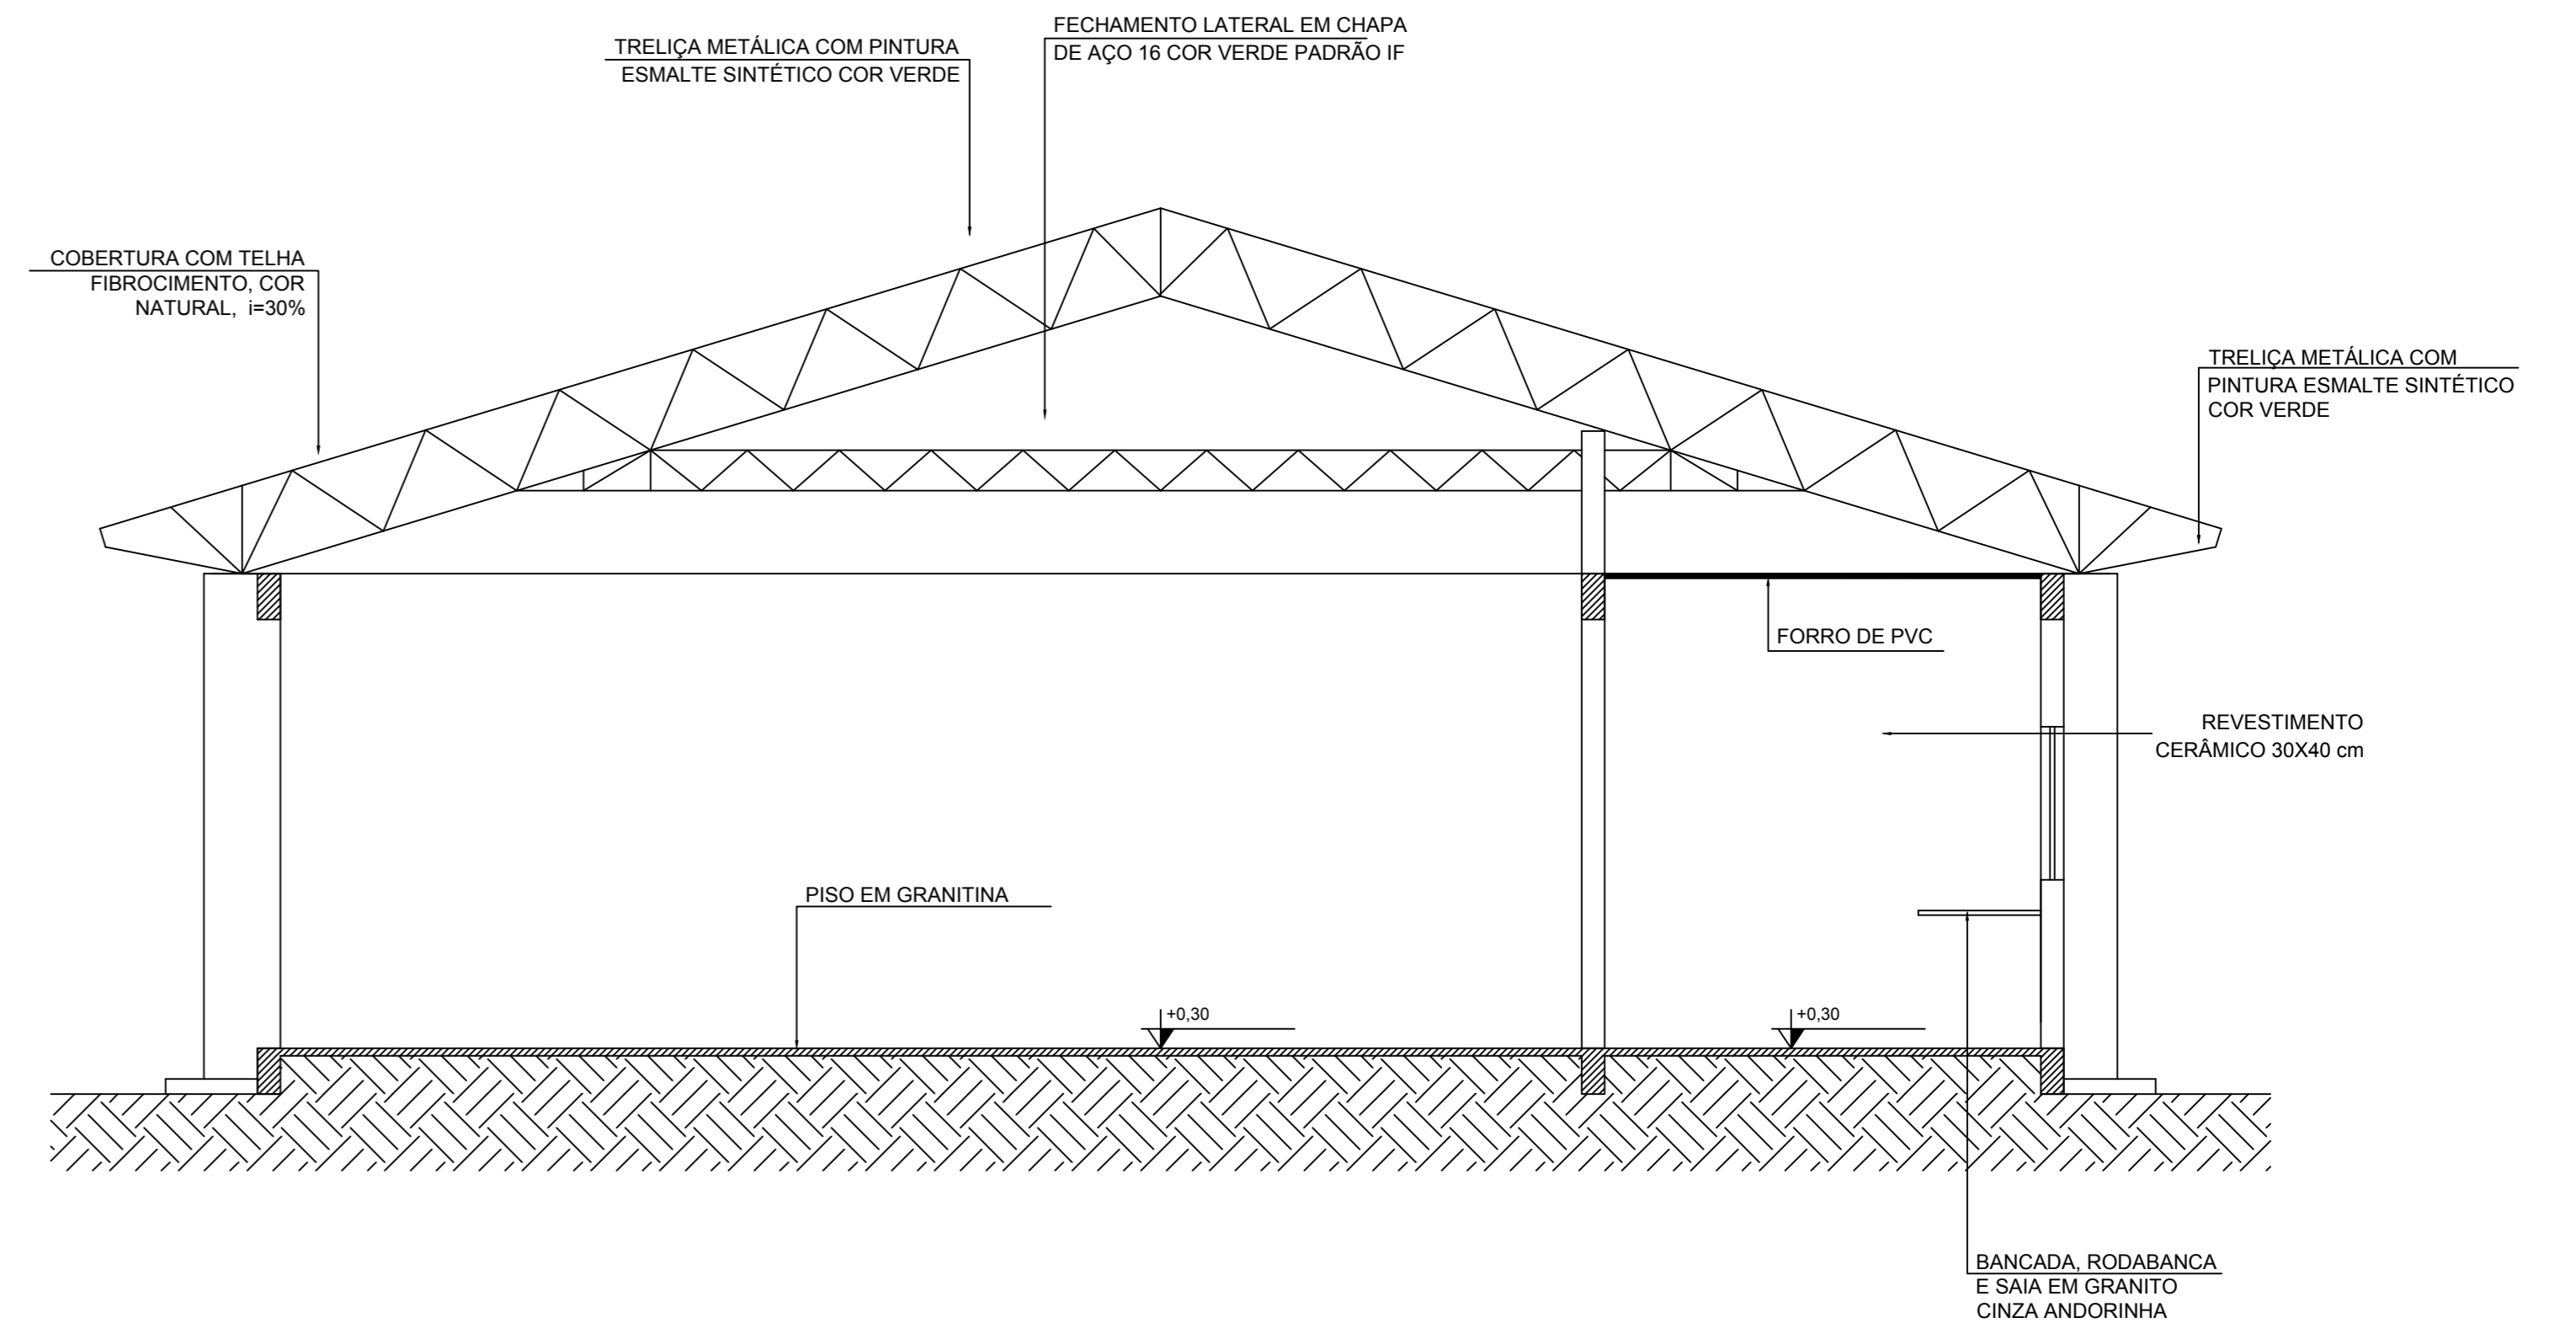 FECHAMENTO LATERAL EM CHAPA
DE AÇO 16 COR VERDE PADRÃO IF
TRELIÇA METÁLICA COM PINTURA
ESMALTE SINTÉTICO COR VERDE
COBERTURA COM TELHA
FIBROCIMENTO, COR
NATURAL, i=30%
TRELIÇA METÁLICA COM
PINTURA ESMALTE SINTÉTICO
COR VERDE
FORRO DE PVC
REVESTIMENTO
CERÂMICO 30X40 cm
PISO EM GRANITINA
+0,30
+0,30
BANCADA, RODABANCA
E SAIA EM GRANITO
CINZA ANDORINHA